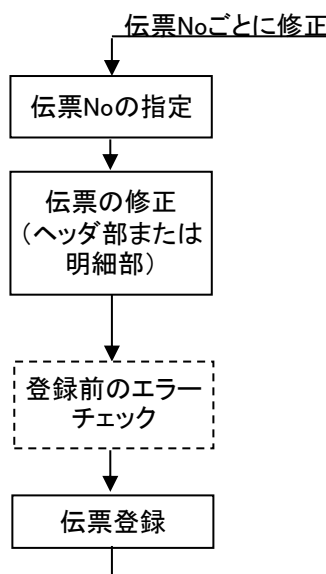 伝票Noごとに修正
伝票Noの指定
伝票の修正
（ヘッダ部または
明細部）
登録前のエラー
チェック
伝票登録